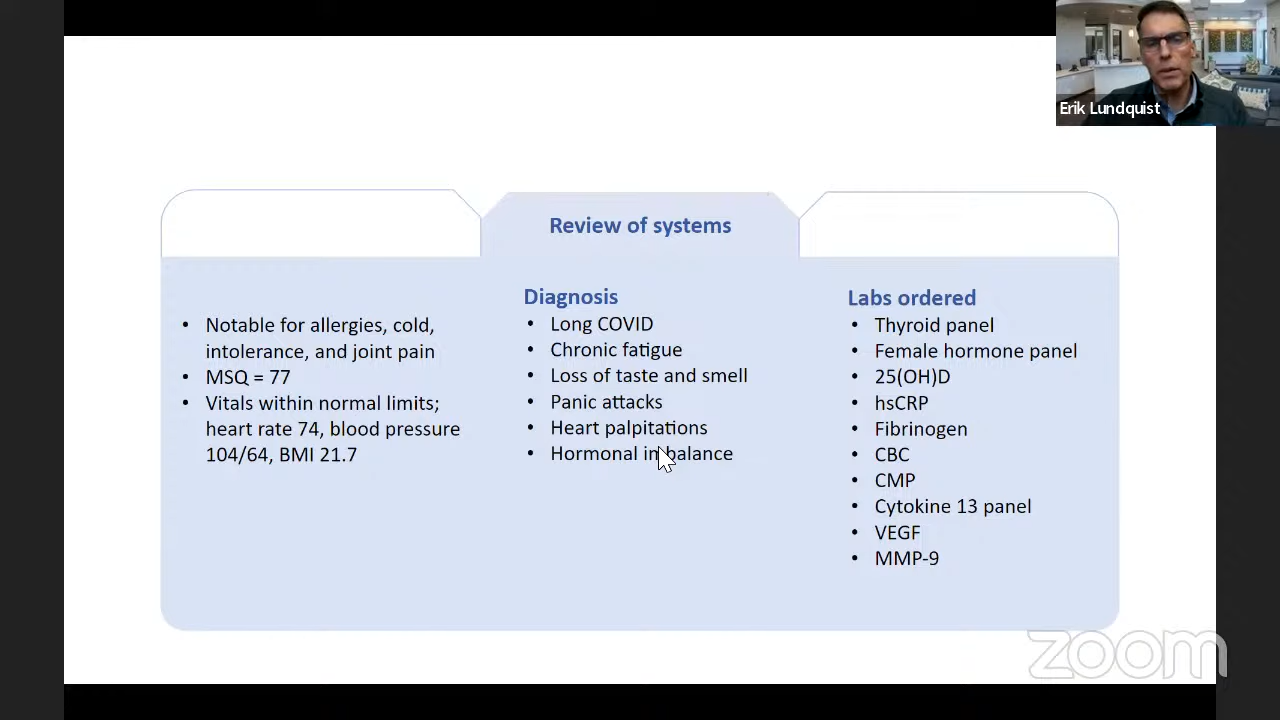 Erik Lundquist
Review of systems
• Notable for allergies, cold,
intolerance, and joint pain
• MSQ = 77
• Vitals within normal limits;
heart rate 74, blood pressure
104/64, BMI 21.7
Diagnosis
• Long COVID
• Chronic fatigue
• Loss of taste and smell
• Panic attacks
• Heart palpitations
• Hormonal imbalance
Labs ordered
• Thyroid panel
• Female hormone panel
• 25(OH)D
• hsCRP
• Fibrinogen
• CBC
• CMP
• Cytokine 13 panel
• VEGF
• MMP-9
zoom